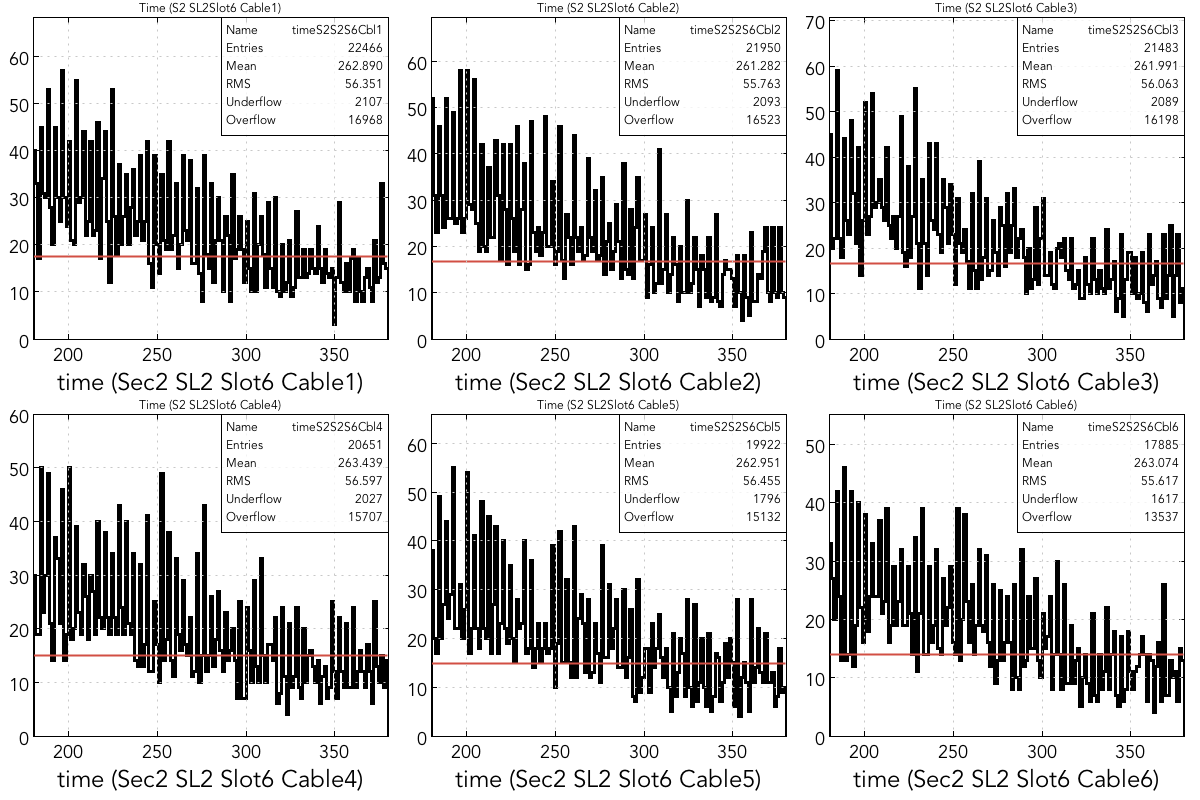 Time (S2 SL2Slot6 Cable1)
Name timeS2S2S6Cbl1
Entries 22466
Mean 262.890
RMS 56.351
Underflow 2107
Overflow 16968
60
50
40
30
20
10
0
200 250 300 350
time (Sec2 SL2 Slot6 Cable1)
Time (S2 SL2Slot6 Cable2)
Name timeS2S2S6Cbl2
Entries 21950
Mean 261.282
RMS 55.763
Underflow 2093
Overflow 16523
60
50
40
30
20
10
0
200 250 300 350
time (Sec2 SL2 Slot6 Cable2)
Time (S2 SL2Slot6 Cable3)
Name timeS2S2S6Cbl3
Entries 21483
Mean 261.991
RMS 56.063
Underflow 2089
Overflow 16198
70
60
50
40
30
20
10
0
200 250 300 350
time (Sec2 SL2 Slot6 Cable3)
Time (S2 SL2Slot6 Cable4)
Name timeS2S2S6Cbl4
Entries 20651
Mean 263.439
RMS 56.597
Underflow 2027
Overflow 15707
60
50
40
30
20
10
0
200 250 300 350
time (Sec2 SL2 Slot6 Cable4)
Time (S2 SL2Slot6 Cable5)
Name timeS2S2S6Cbl5
Entries 19922
Mean 262.951
RMS 56.455
Underflow 1796
Overflow 15132
60
50
40
30
20
10
0
200 250 300 350
time (Sec2 SL2 Slot6 Cable5)
Time (S2 SL2Slot6 Cable6)
Name timeS2S2S6Cbl6
Entries 17885
Mean 263.074
RMS 55.617
Underflow 1617
Overflow 13537
50
40
30
20
10
0
200 250 300 350
time (Sec2 SL2 Slot6 Cable6)